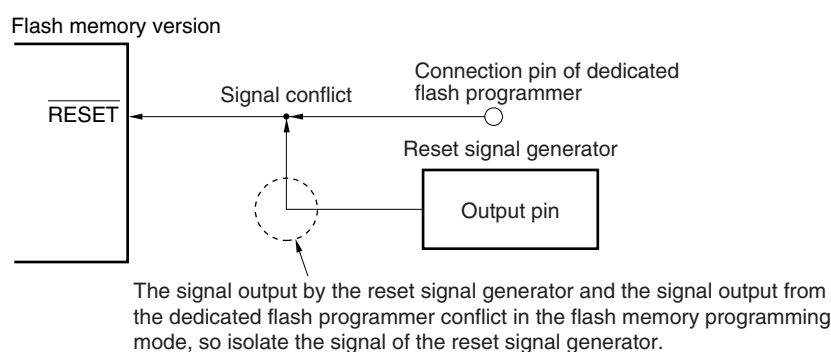 Flash memory version
Connection pin of dedicated
flash programmer
Signal conflict
RESET
Reset signal generator
Output pin
The signal output by the reset signal generator and the signal output from
the dedicated flash programmer conflict in the flash memory programming
mode, so isolate the signal of the reset signal generator.